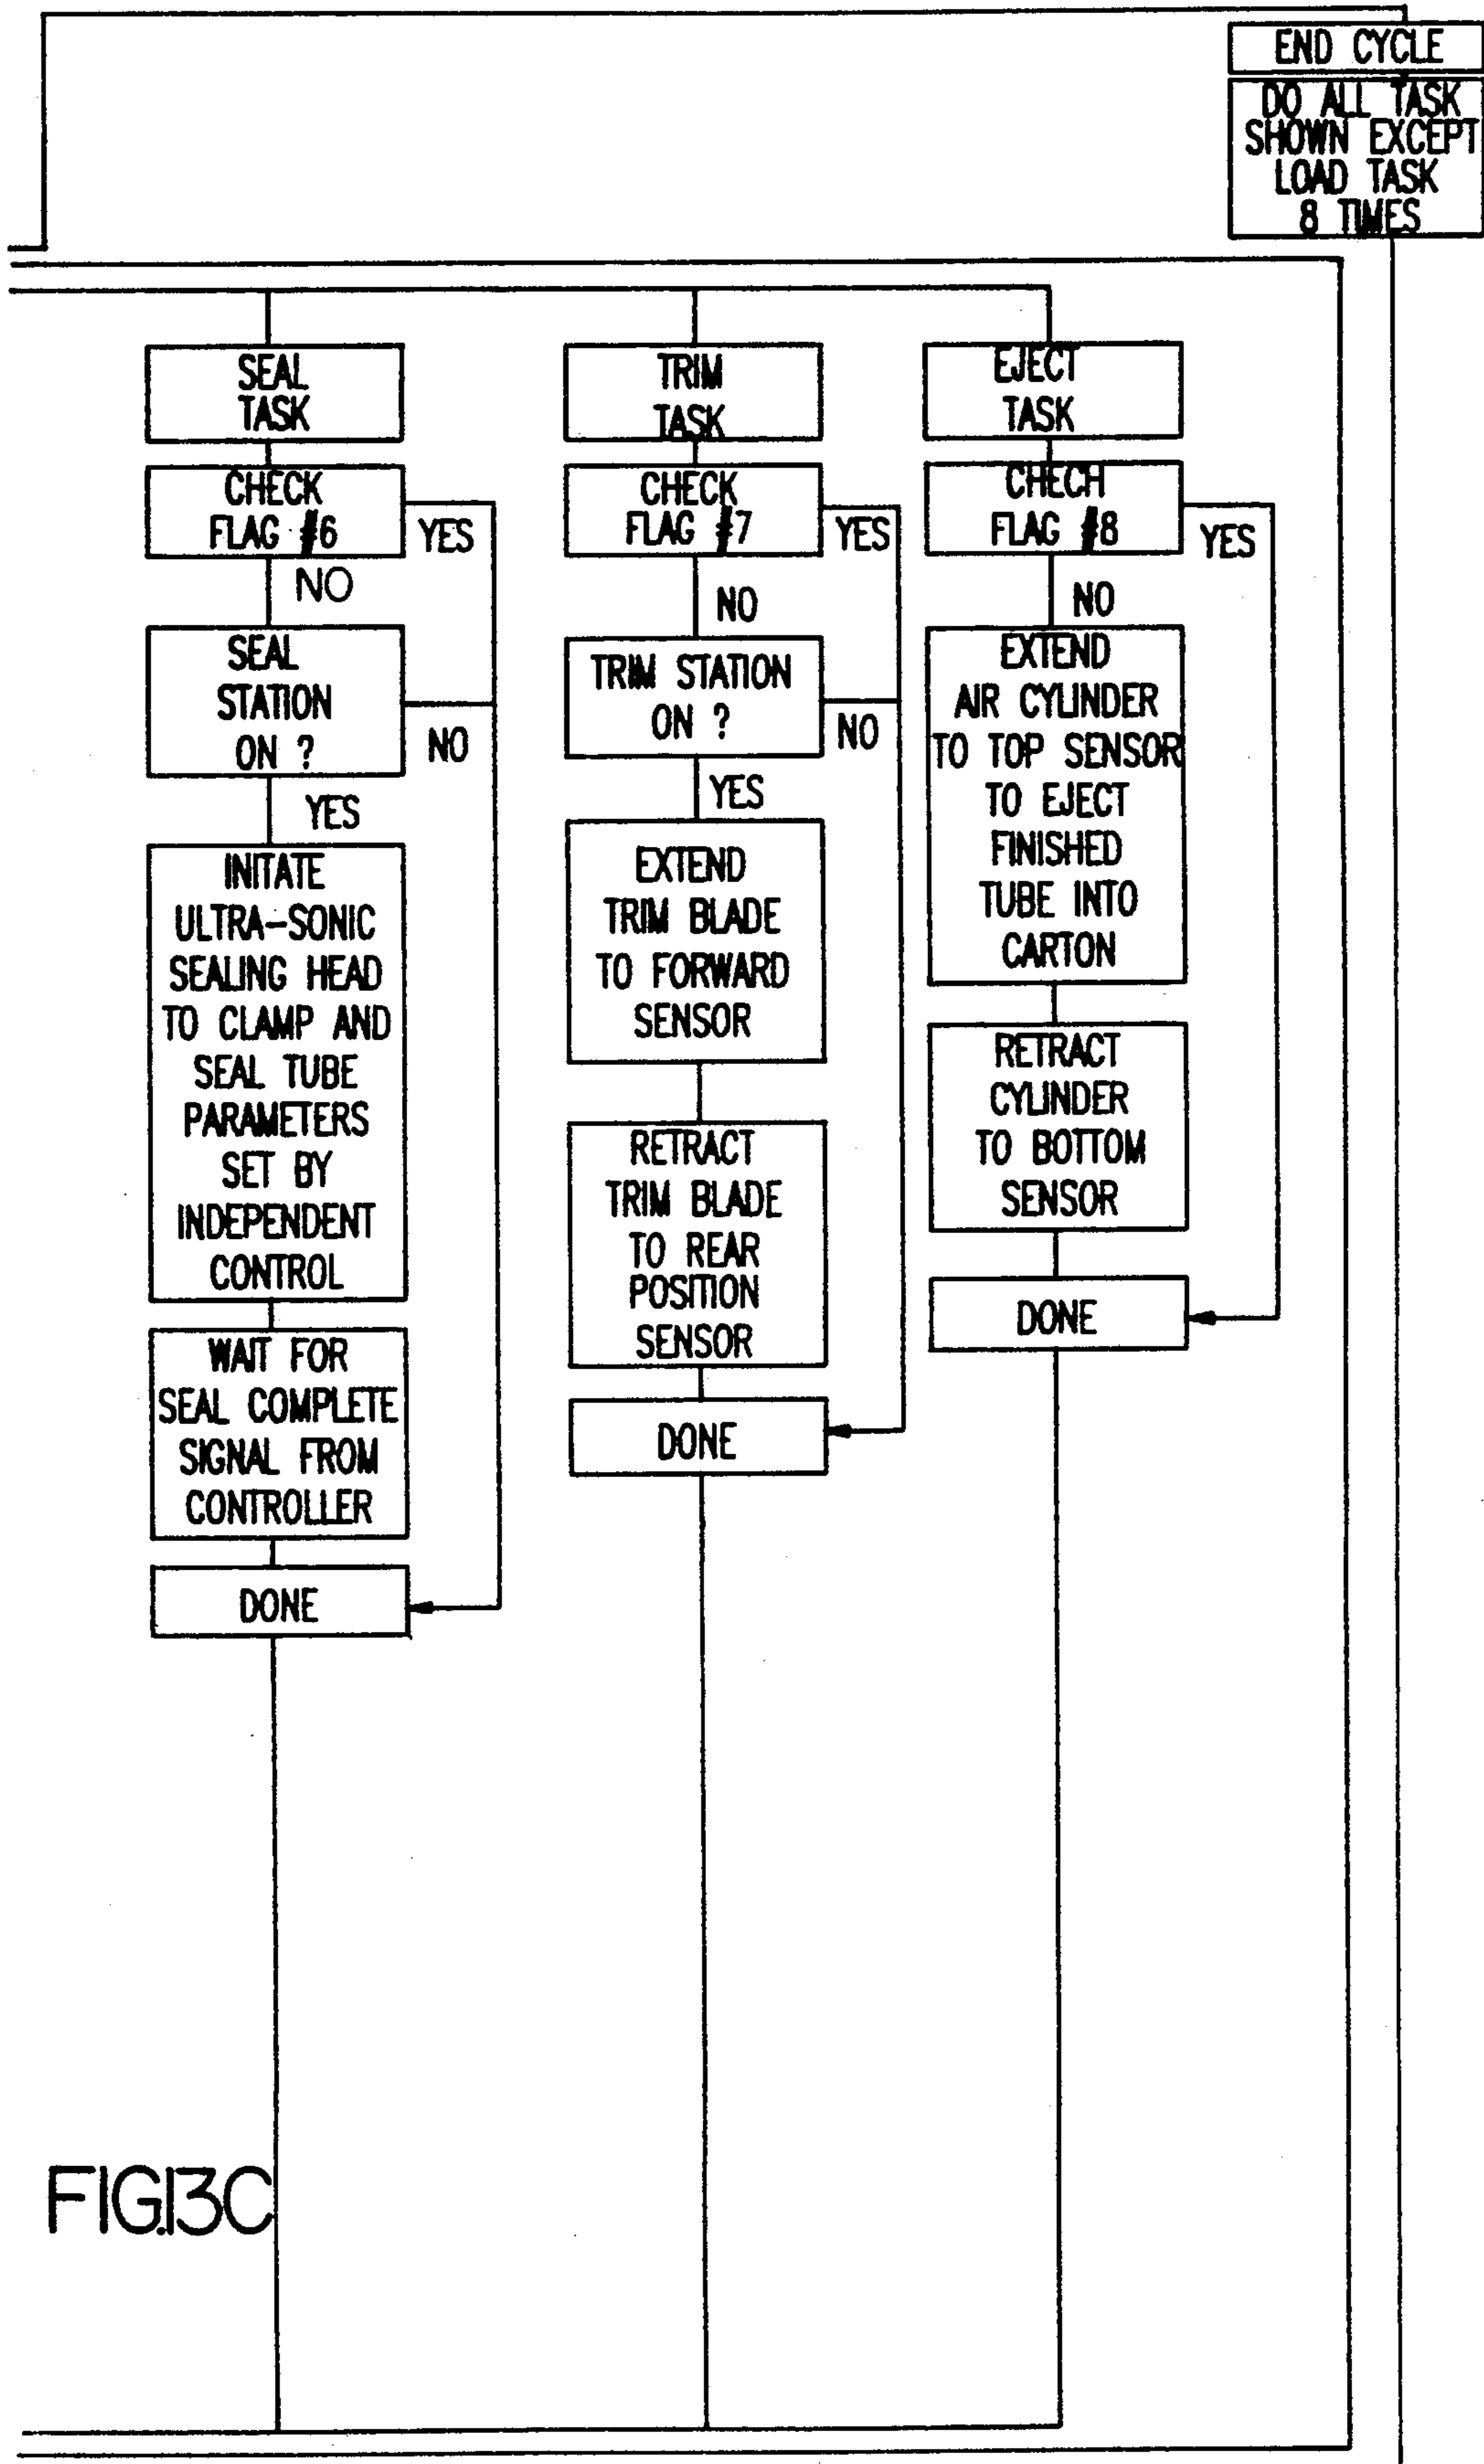 END CYCLE
DO ALL TASK
SHOWN EXCEPT
LOAD TASK
8 TIMES
SEAL
TASK
CHECK
FLAG #6
YES
NO
SEAL
STATION
ON ?
NO
YES
INITATE
ULTRA-SONIC
SEALING HEAD
TO CLAMP AND
SEAL TUBE
PARAMETERS
SET BY
INDEPENDENT
CONTROL
WAIT FOR
SEAL COMPLETE
SIGNAL FROM
CONTROLLER
DONE
TRIM
TASK
CHECK
FLAG #7
YES
NO
TRIM STATION
ON ?
NO
YES
EXTEND
TRIM BLADE
TO FORWARD
SENSOR
RETRACT
TRIM BLADE
TO REAR
POSITION
SENSOR
DONE
EJECT
TASK
CHECH
FLAG #8
YES
NO
EXTEND
AIR CYLINDER
TO TOP SENSOR
TO EJECT
FINISHED
TUBE INTO
CARTON
RETRACT
CYLINDER
TO BOTTOM
SENSOR
DONE
FIG.13C